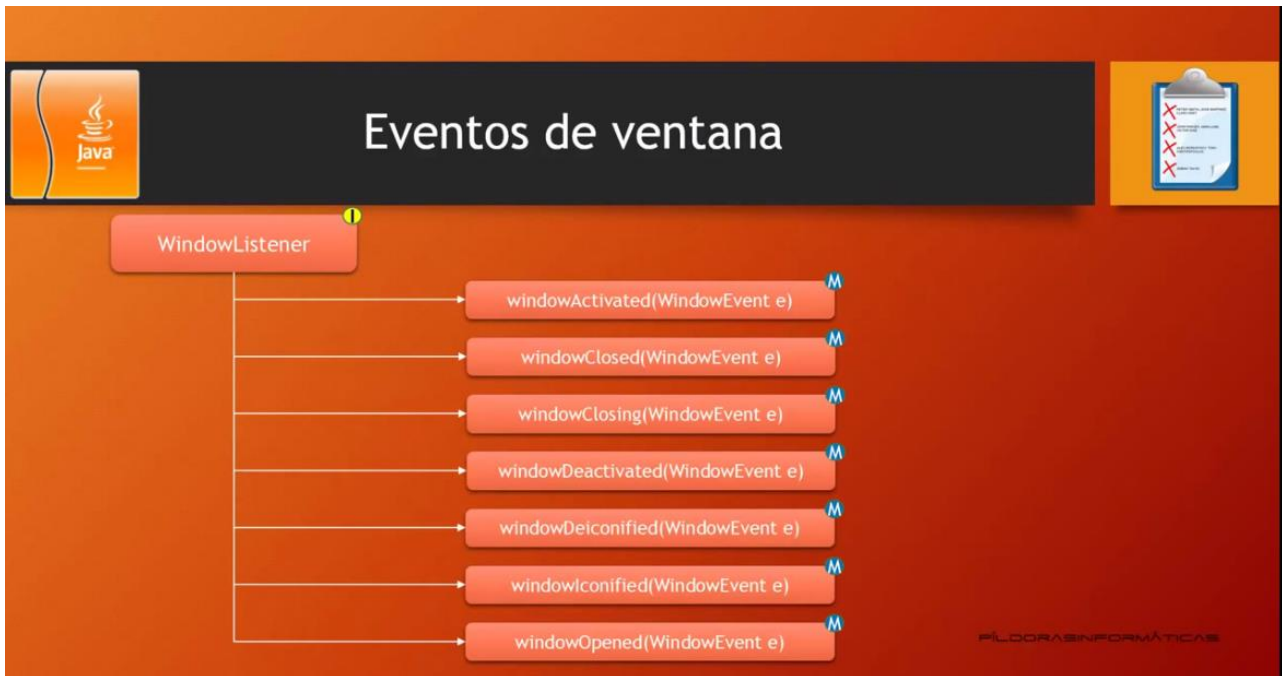 Java
Eventos de ventana
I
WindowListener
M
windowActivated(WindowEvent e)
M
windowClosed(WindowEvent e)
M
windowClosing(WindowEvent e)
M
windowDeactivated(WindowEvent e)
M
windowDeiconified(WindowEvent e)
M
windowIconified(WindowEvent e)
M
windowOpened(WindowEvent e)
PÍLDORASINFORMÁTICAS